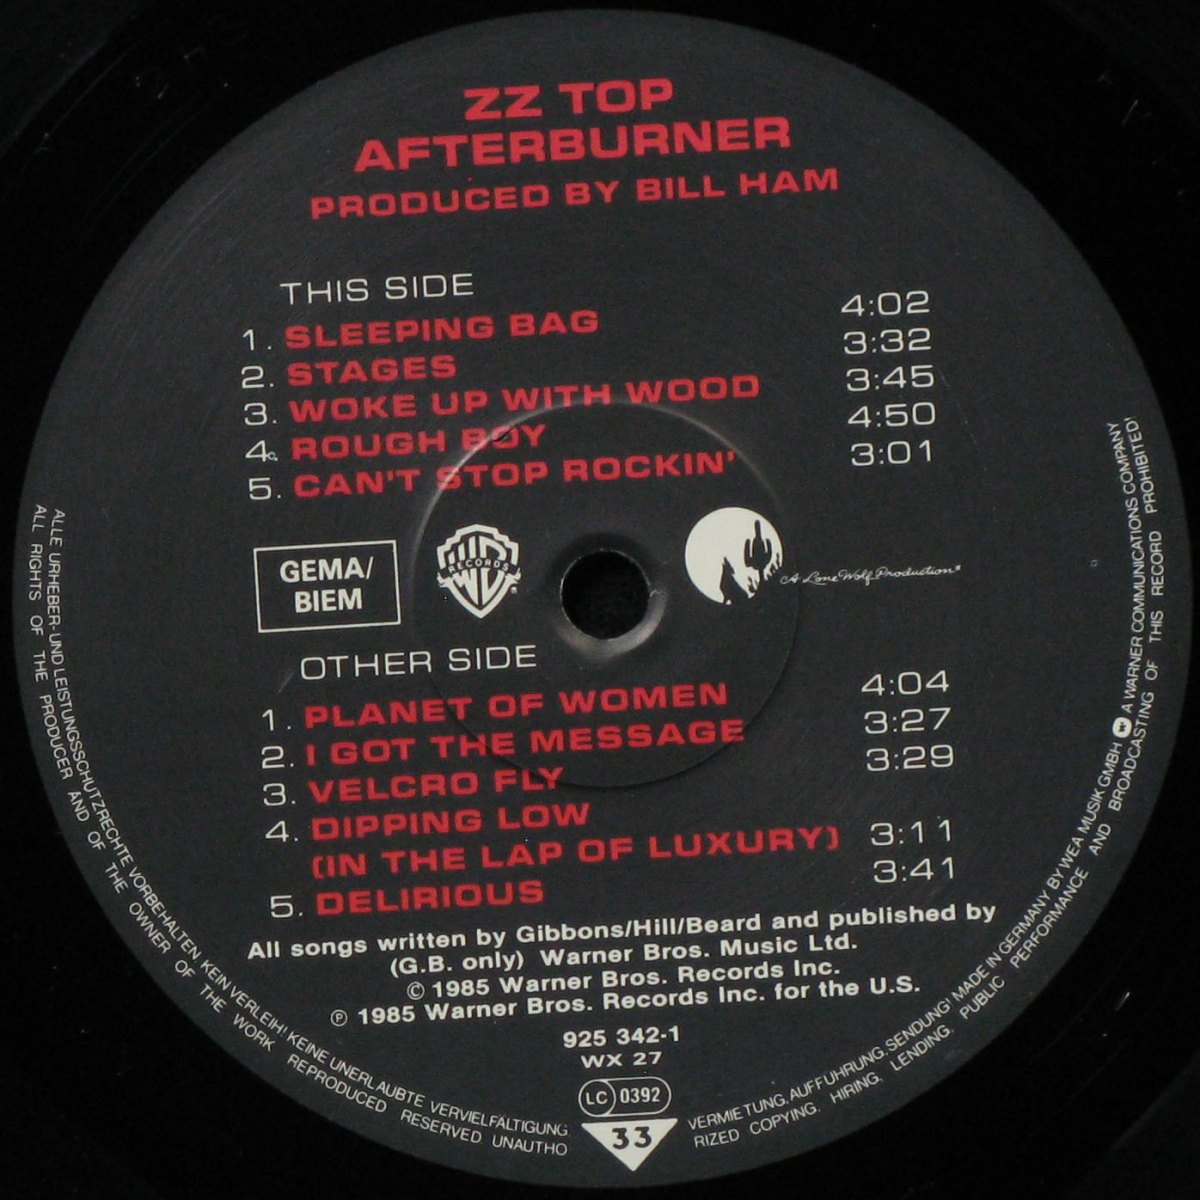 ZZ TOP
AFTERBURNER
PRODUCED BY BILL HAM
THIS SIDE
1. SLEEPING BAG 4:02
2. STAGES 3:32
3. WOKE UP WITH WOOD 3:45
4. ROUGH BOY 4:50
5. CAN'T STOP ROCKIN' 3:01
GEMA/
BIEM
WB
RECORDS
A Lone Wolf Production
OTHER SIDE
1. PLANET OF WOMEN 4:04
2. I GOT THE MESSAGE 3:27
3. VELCRO FLY 3:29
4. DIPPING LOW
(IN THE LAP OF LUXURY) 3:11
5. DELIRIOUS 3:41
All songs written by Gibbons/Hill/Beard and published by
(G.B. only) Warner Bros. Music Ltd.
© 1985 Warner Bros. Records Inc.
℗ 1985 Warner Bros. Records Inc. for the U.S.
925 342-1
WX 27
LC 0392
33
ALLE URHEBER- UND LEISTUNGSSCHUTZRECHTE VORBEHALTEN KEIN VERLEIH! KEINE UNERLAUBTE VERVIELFÄLTIGUNG, VERMIETUNG, AUFFÜHRUNG, SENDUNG! MADE IN GERMANY BY WEA MUSIK GMBH A WARNER COMMUNICATIONS COMPANY
ALL RIGHTS OF THE PRODUCER AND OF THE OWNER OF THE WORK REPRODUCED RESERVED UNAUTHORIZED COPYING, HIRING, LENDING, PUBLIC PERFORMANCE AND BROADCASTING OF THIS RECORD PROHIBITED!